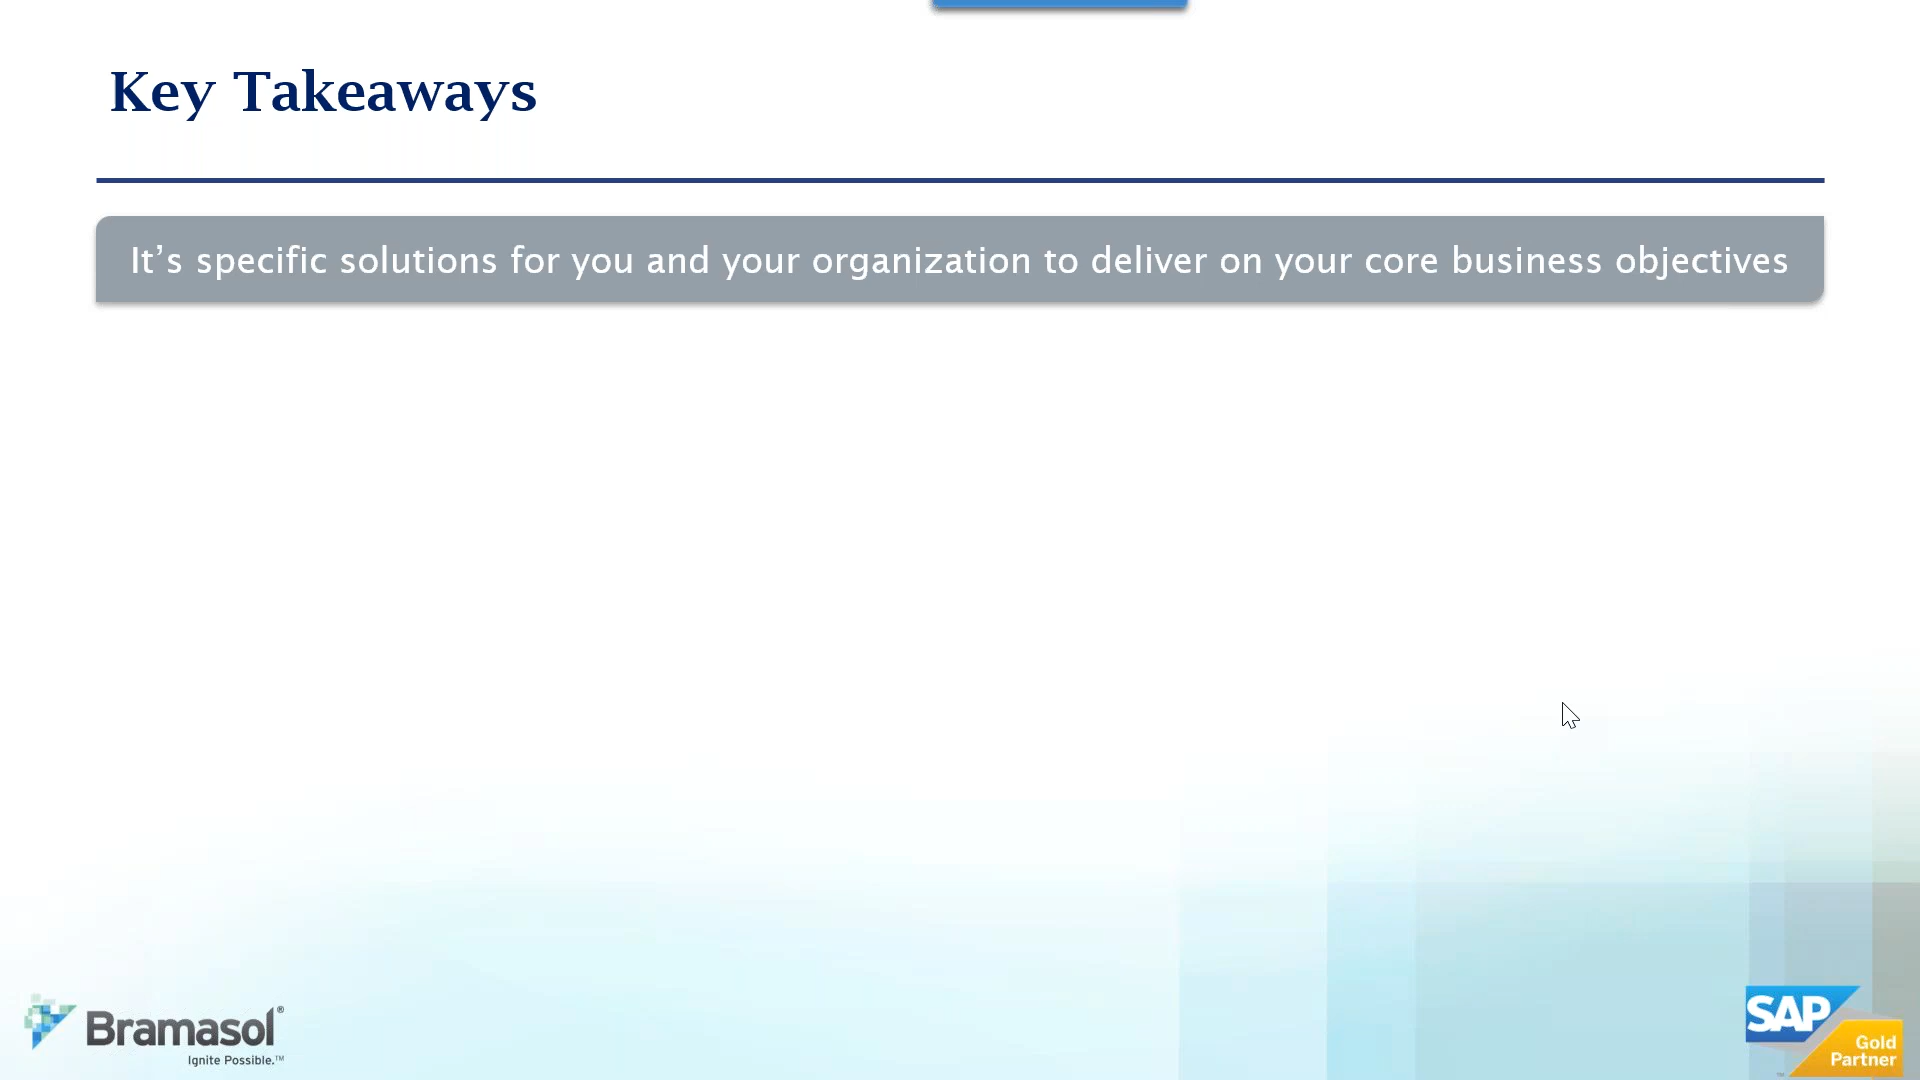 Key Takeaways
It’s specific solutions for you and your organization to deliver on your core business objectives
Bramasol®
Ignite Possible.™
SAP
Gold
Partner
™